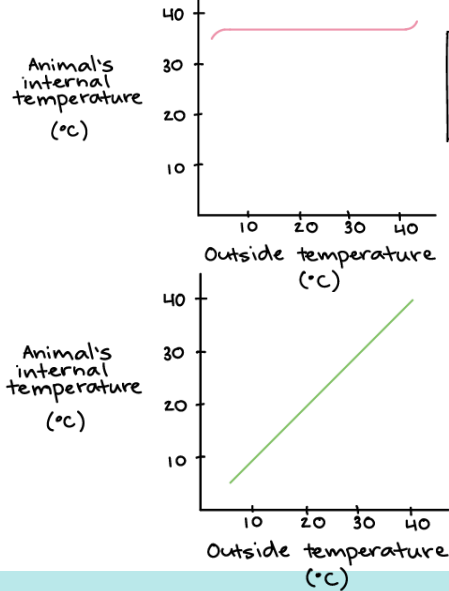 40
Animal's
internal
temperature
(°C)
30
20
10
10 20 30 40
Outside temperature
(°C)
40
Animal's
internal
temperature
(°C)
30
20
10
10 20 30 40
Outside temperature
(°C)